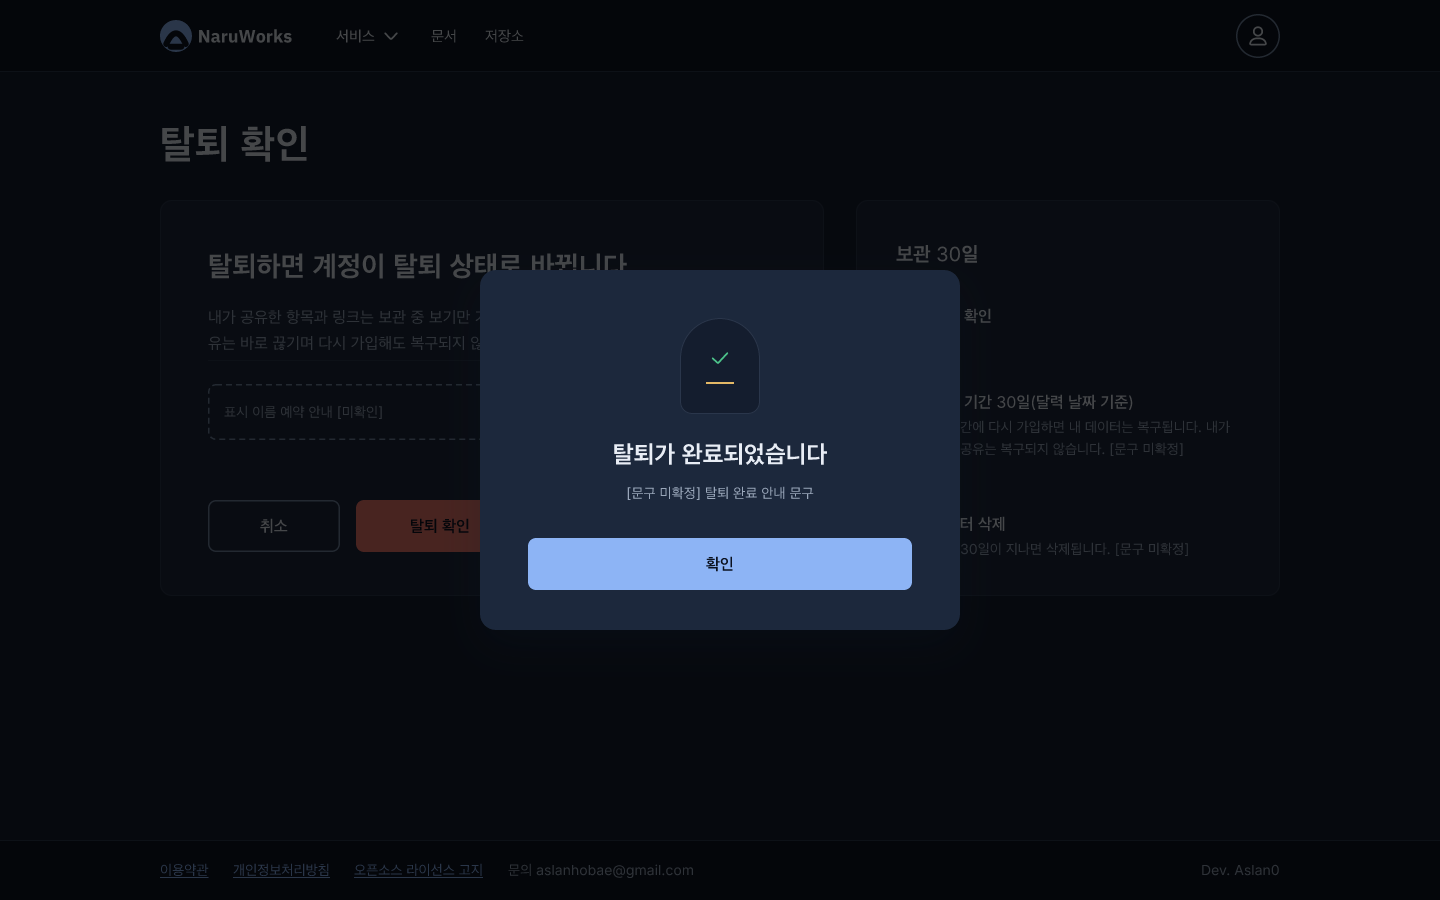 NaruWorks
서비스
문서
저장소
탈퇴 확인
탈퇴하면 계정이 탈퇴 상태로 바뀝니다
내가 공유한 항목과 링크는 보관 중 보기만
유는 바로 끊기며 다시 가입해도 복구되지
표시 이름 예약 안내 [미확인]
취소
탈퇴 확인
보관 30일
확인
기간 30일(달력 날짜 기준)
간에 다시 가입하면 내 데이터는 복구됩니다. 내가
공유는 복구되지 않습니다. [문구 미확정]
터 삭제
30일이 지나면 삭제됩니다. [문구 미확정]
탈퇴가 완료되었습니다
[문구 미확정] 탈퇴 완료 안내 문구
확인
이용약관
개인정보처리방침
오픈소스 라이선스 고지
문의 aslanhobae@gmail.com
Dev. Aslan0